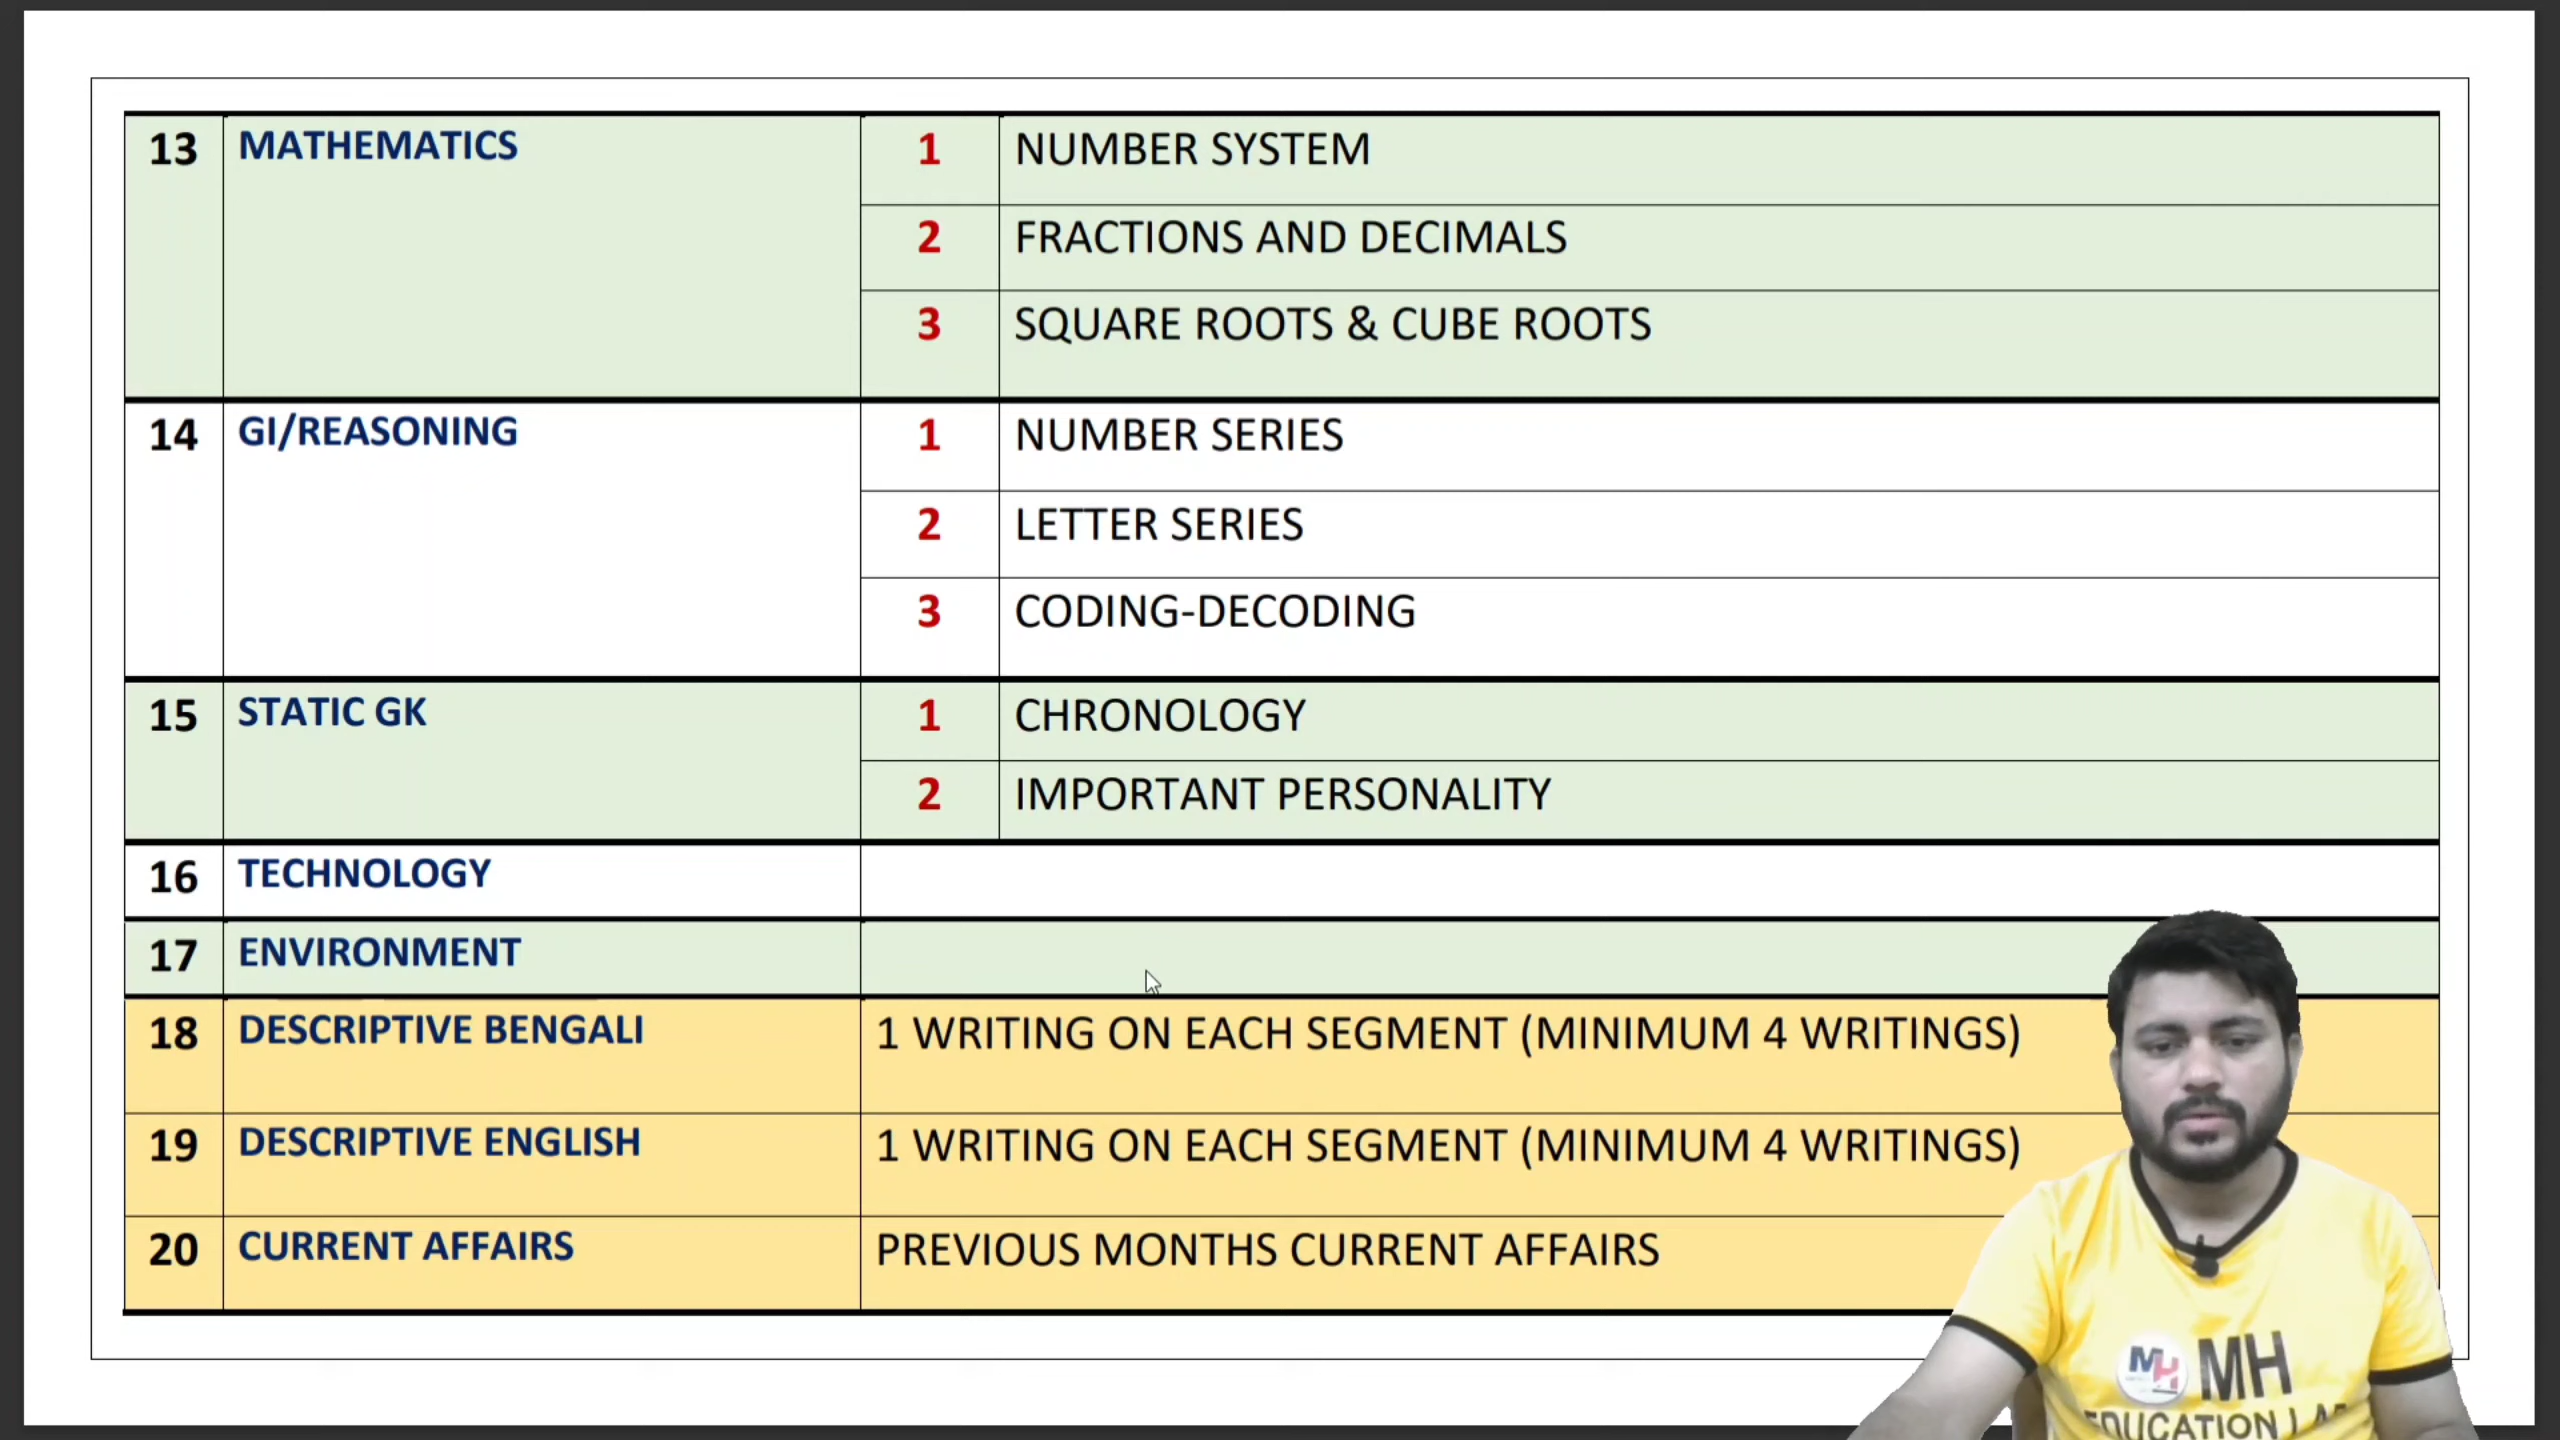 13 MATHEMATICS 1 NUMBER SYSTEM
2 FRACTIONS AND DECIMALS
3 SQUARE ROOTS & CUBE ROOTS
14 GI/REASONING 1 NUMBER SERIES
2 LETTER SERIES
3 CODING-DECODING
15 STATIC GK 1 CHRONOLOGY
2 IMPORTANT PERSONALITY
16 TECHNOLOGY
17 ENVIRONMENT
18 DESCRIPTIVE BENGALI 1 WRITING ON EACH SEGMENT (MINIMUM 4 WRITINGS)
19 DESCRIPTIVE ENGLISH 1 WRITING ON EACH SEGMENT (MINIMUM 4 WRITINGS)
20 CURRENT AFFAIRS PREVIOUS MONTHS CURRENT AFFAIRS
MH MH
EDUCATION